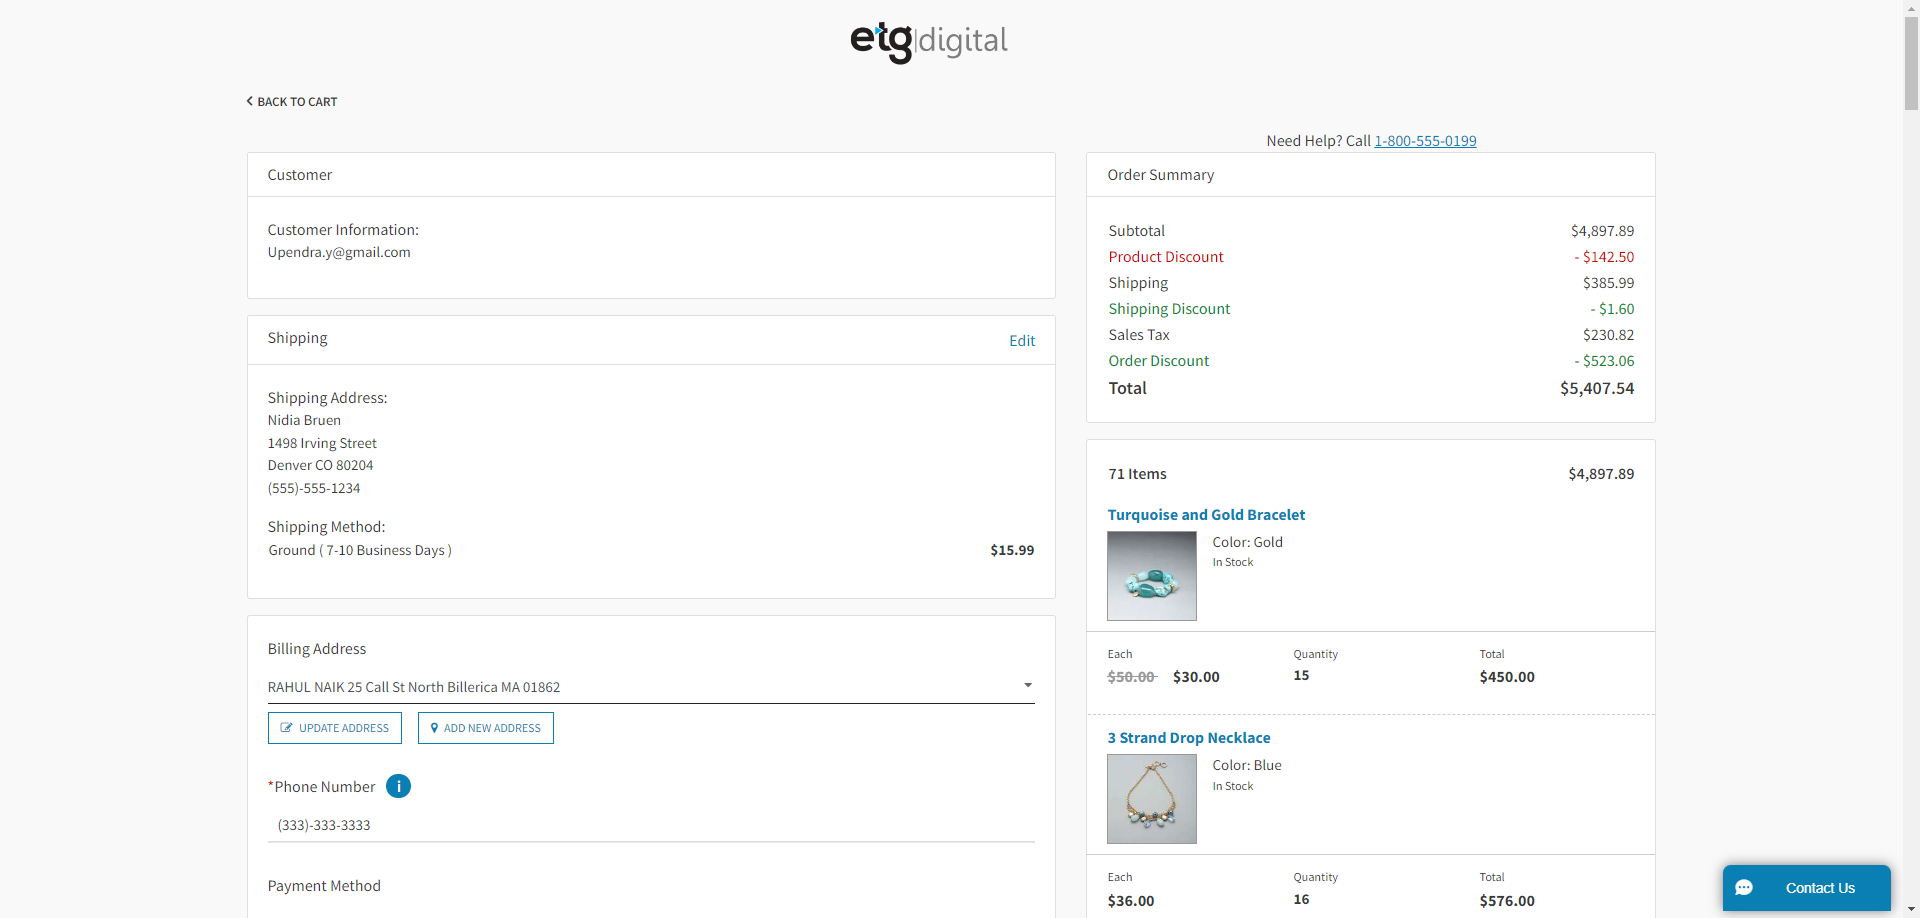 etg|digital
BACK TO CART
Need Help? Call 1-800-555-0199
Customer
Customer Information:
Upendra.y@gmail.com
Shipping
Edit
Shipping Address:
Nidia Bruen
1498 Irving Street
Denver CO 80204
(555)-555-1234
Shipping Method:
Ground ( 7-10 Business Days ) $15.99
Billing Address
RAHUL NAIK 25 Call St North Billerica MA 01862
UPDATE ADDRESS ADD NEW ADDRESS
*Phone Number i
(333)-333-3333
Payment Method
Order Summary
Subtotal $4,897.89
Product Discount - $142.50
Shipping $385.99
Shipping Discount - $1.60
Sales Tax $230.82
Order Discount - $523.06
Total $5,407.54
71 Items $4,897.89
Turquoise and Gold Bracelet
Color: Gold
In Stock
Each Quantity Total
$50.00 $30.00 15 $450.00
3 Strand Drop Necklace
Color: Blue
In Stock
Each Quantity Total
$36.00 16 $576.00
Contact Us